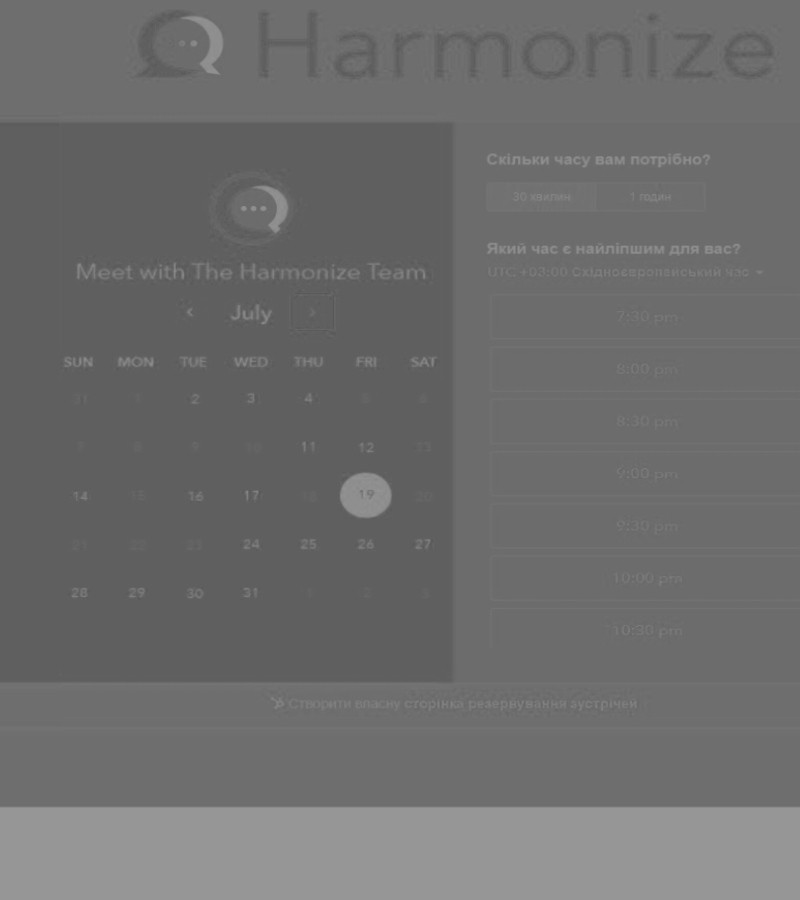 Harmonize
Meet with The Harmonize Team
July
SUN MON TUE WED THU FRI SAT
31 1 2 3 4 5 6
7 8 9 10 11 12 13
14 15 16 17 18 19 20
21 22 23 24 25 26 27
28 29 30 31 1 2 3
Скільки часу вам потрібно?
30 хвилин 1 годин
Який час є найліпшим для вас?
UTC +03:00 Східноєвропейський час
7:30 pm
8:00 pm
8:30 pm
9:00 pm
9:30 pm
10:00 pm
10:30 pm
Створити власну сторінка резервування зустрічей